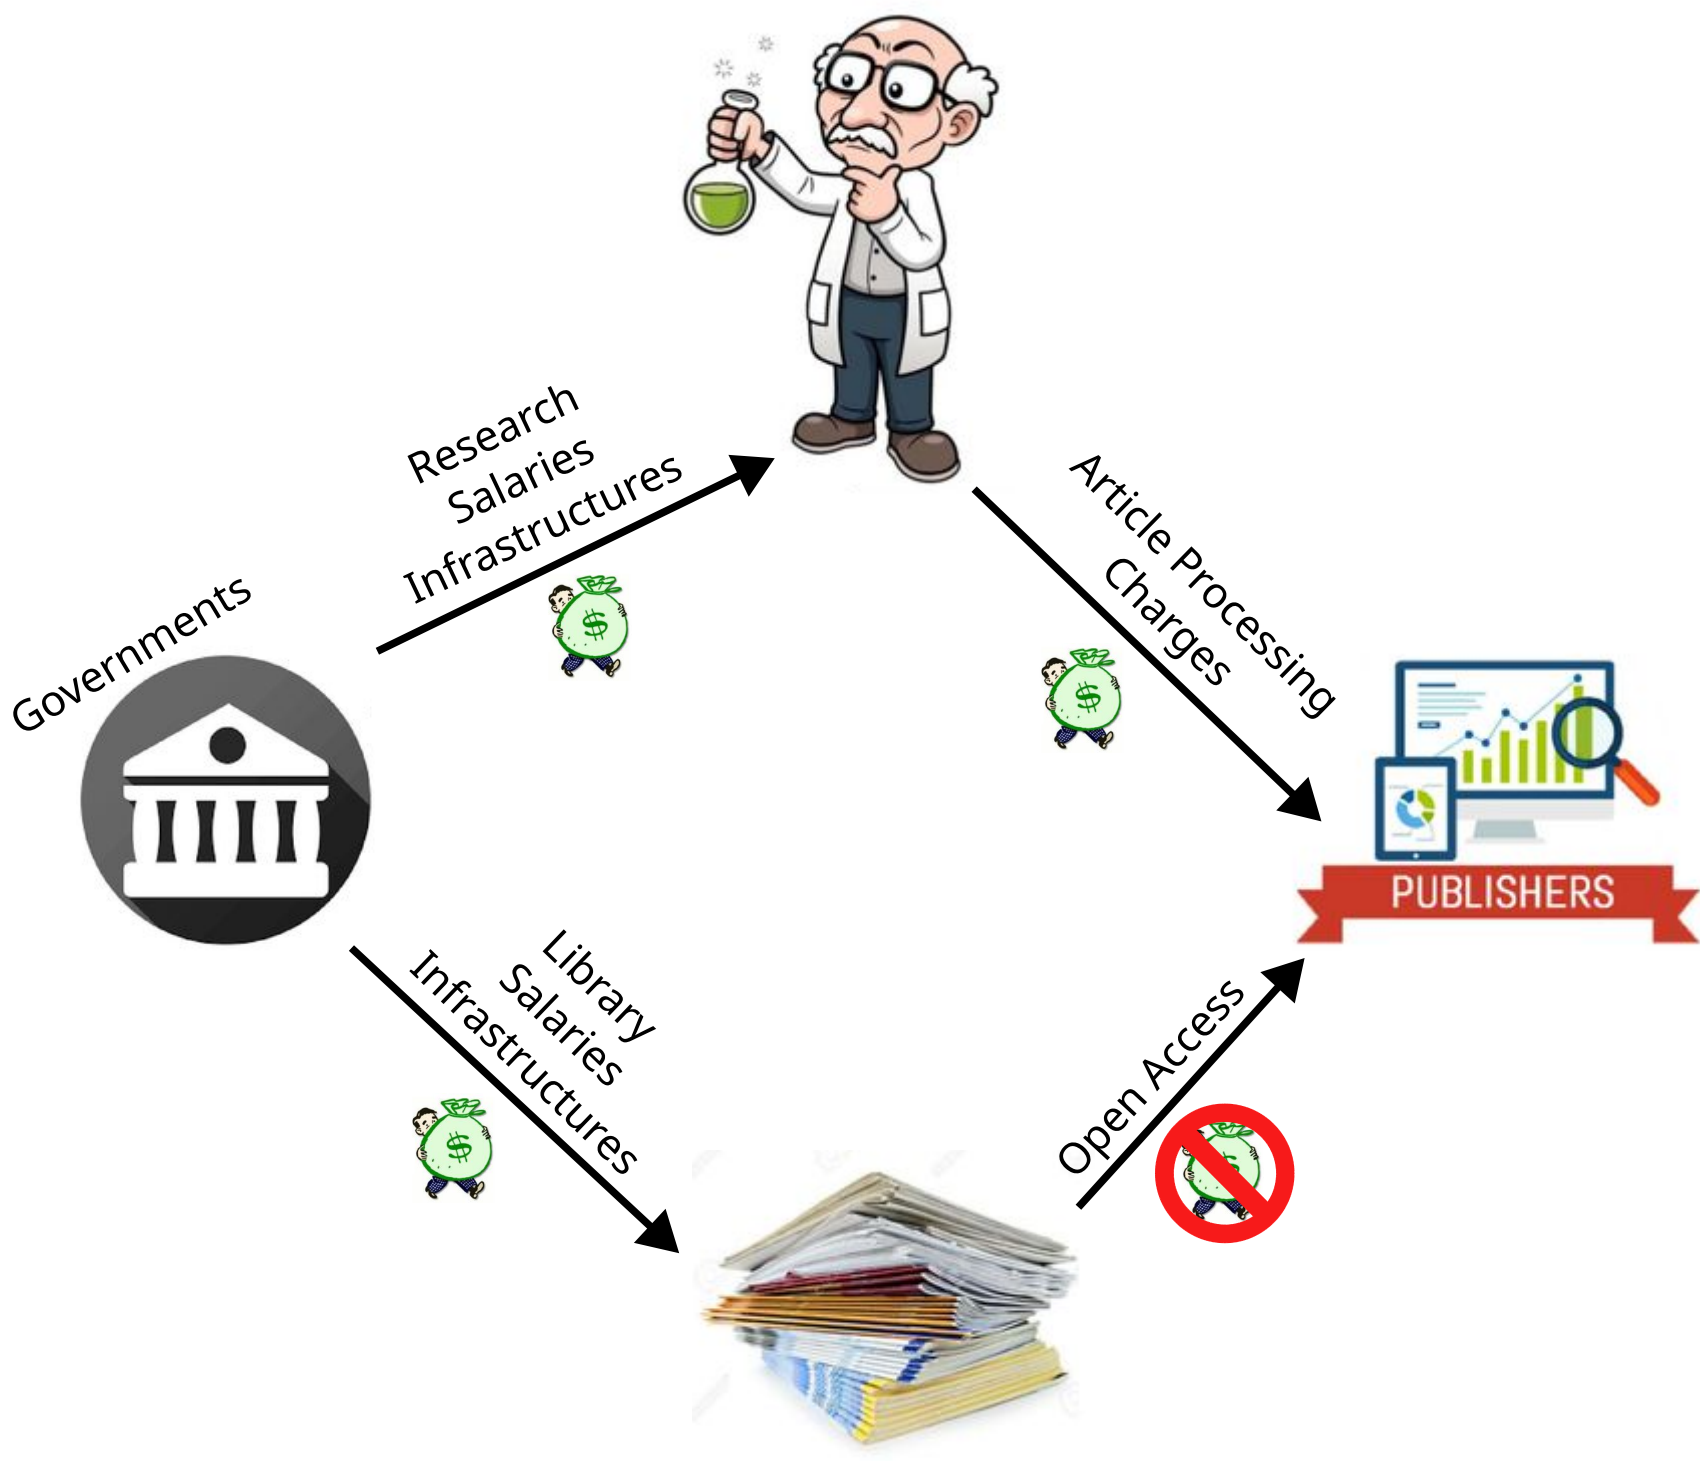 Research
Salaries
Infrastructures
Article Processing
Charges
Governments
PUBLISHERS
Library
Salaries
Infrastructures
Open Access
$
$
$
$